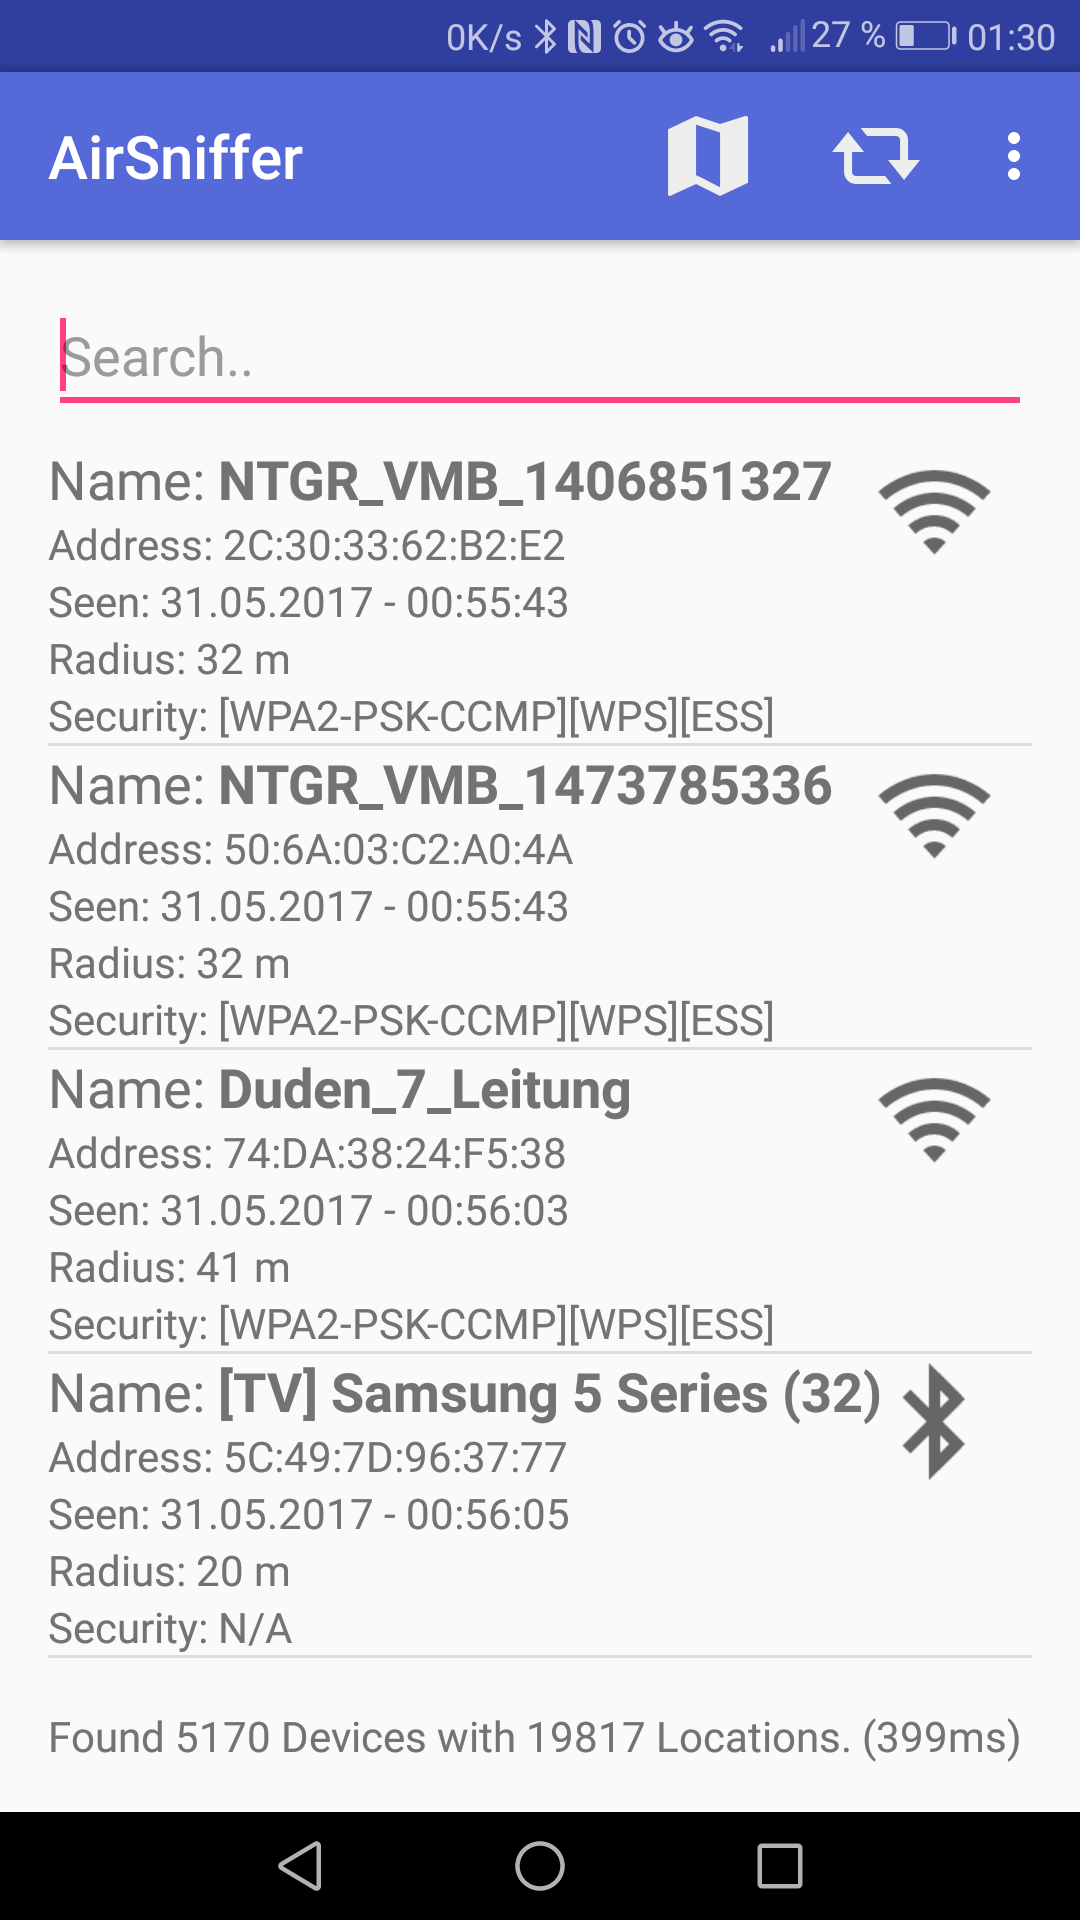 0K/s 27 % 01:30
AirSniffer
Search..
Name: NTGR_VMB_1406851327
Address: 2C:30:33:62:B2:E2
Seen: 31.05.2017 - 00:55:43
Radius: 32 m
Security: [WPA2-PSK-CCMP][WPS][ESS]
Name: NTGR_VMB_1473785336
Address: 50:6A:03:C2:A0:4A
Seen: 31.05.2017 - 00:55:43
Radius: 32 m
Security: [WPA2-PSK-CCMP][WPS][ESS]
Name: Duden_7_Leitung
Address: 74:DA:38:24:F5:38
Seen: 31.05.2017 - 00:56:03
Radius: 41 m
Security: [WPA2-PSK-CCMP][WPS][ESS]
Name: [TV] Samsung 5 Series (32)
Address: 5C:49:7D:96:37:77
Seen: 31.05.2017 - 00:56:05
Radius: 20 m
Security: N/A
Found 5170 Devices with 19817 Locations. (399ms)